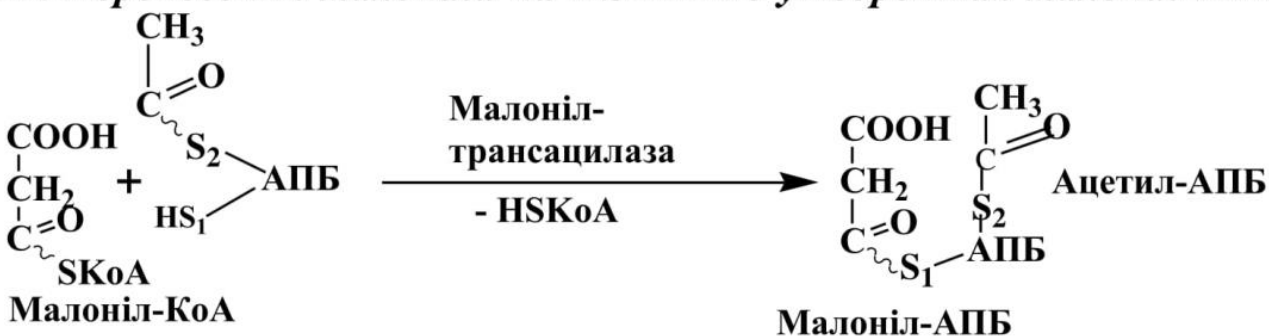 CH₃
C=O
S₂
COOH
CH₂ + АПБ
HS₁
C=O
SKoA
Малоніл-КоА
Малоніл-
трансацилаза
- HSKoA
CH₃
COOH
C=O
CH₂
Ацетил-АПБ
S₂
C=O
АПБ
S₁
Малоніл-АПБ